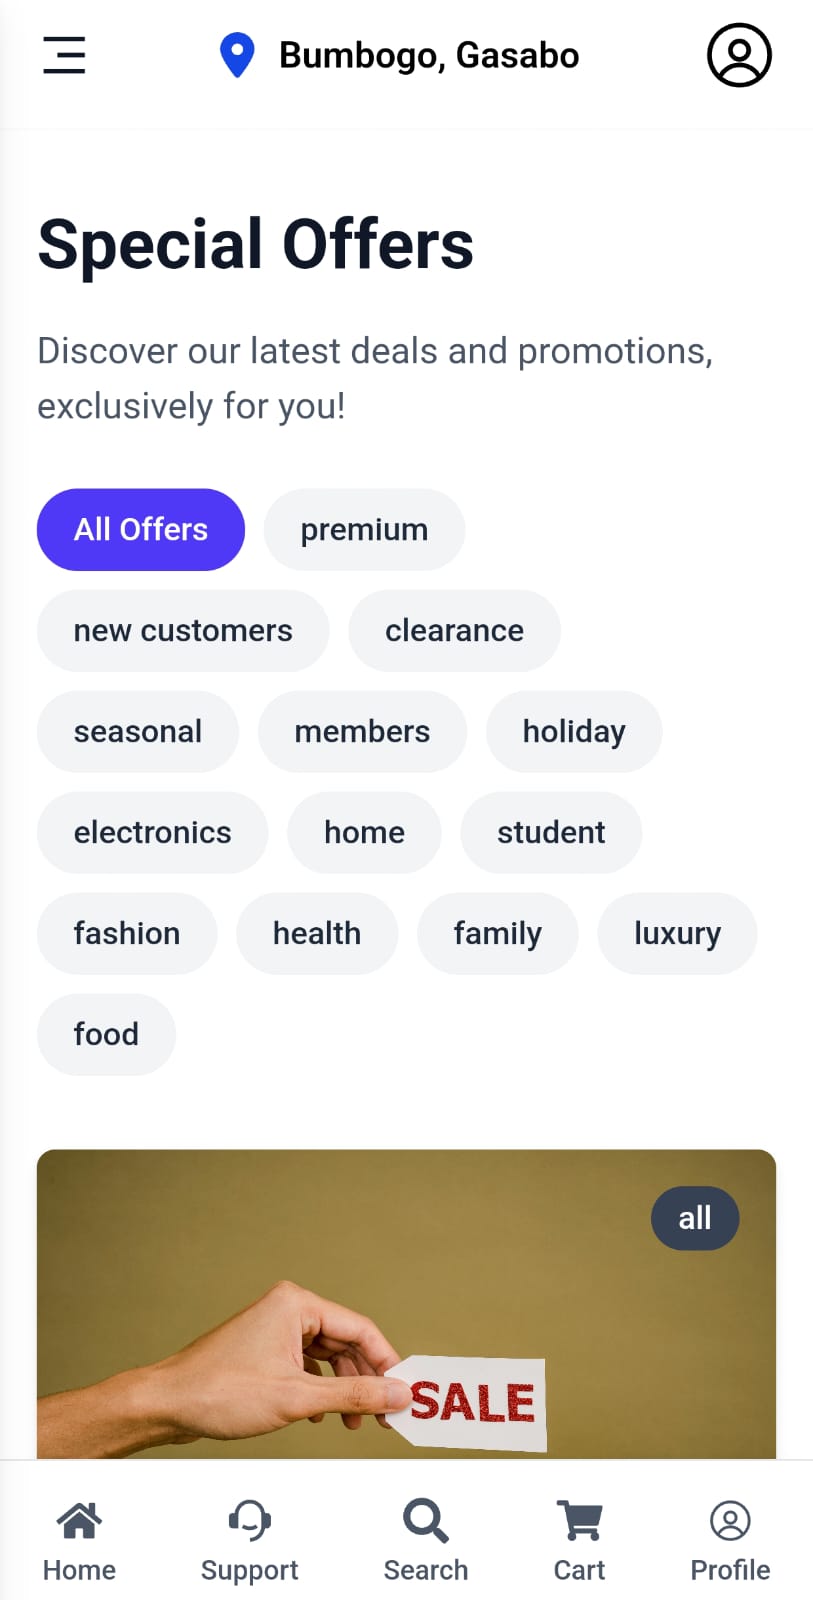 Bumbogo, Gasabo
Special Offers
Discover our latest deals and promotions,
exclusively for you!
All Offers premium
new customers clearance
seasonal members holiday
electronics home student
fashion health family luxury
food
all
SALE
Home Support Search Cart Profile